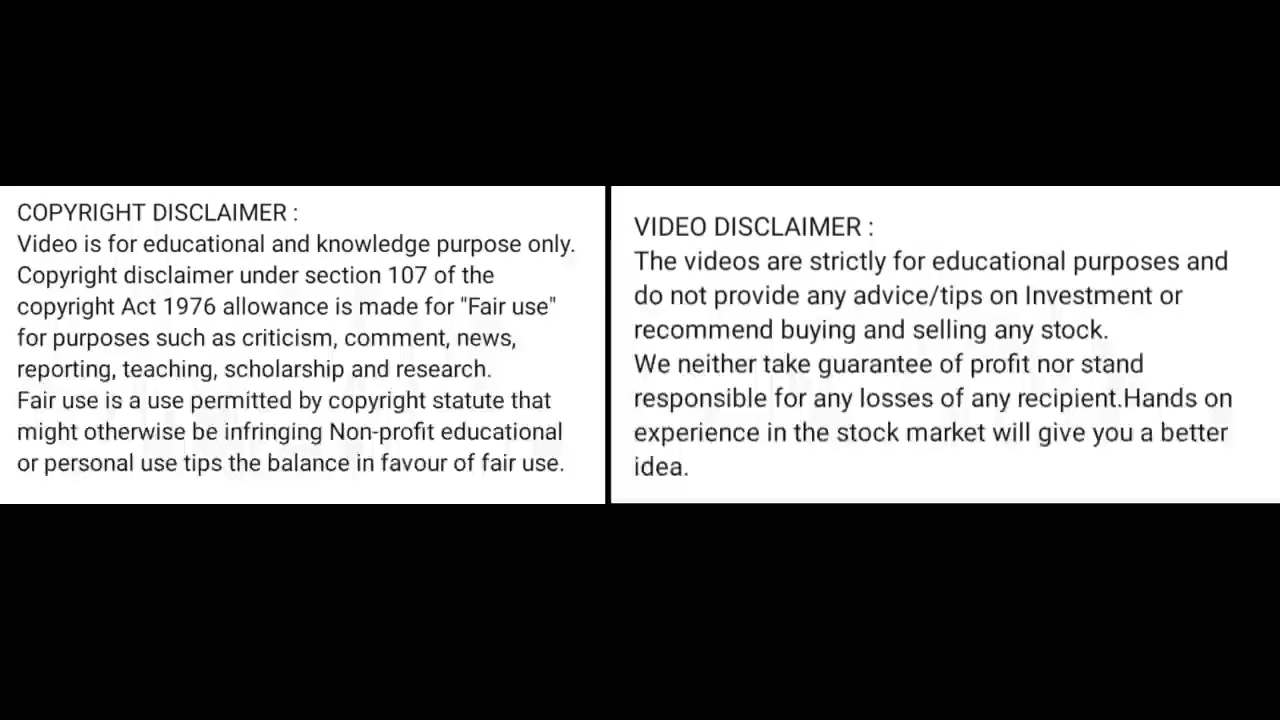 COPYRIGHT DISCLAIMER :
Video is for educational and knowledge purpose only.
Copyright disclaimer under section 107 of the
copyright Act 1976 allowance is made for "Fair use"
for purposes such as criticism, comment, news,
reporting, teaching, scholarship and research.
Fair use is a use permitted by copyright statute that
might otherwise be infringing Non-profit educational
or personal use tips the balance in favour of fair use.
VIDEO DISCLAIMER :
The videos are strictly for educational purposes and
do not provide any advice/tips on Investment or
recommend buying and selling any stock.
We neither take guarantee of profit nor stand
responsible for any losses of any recipient.Hands on
experience in the stock market will give you a better
idea.